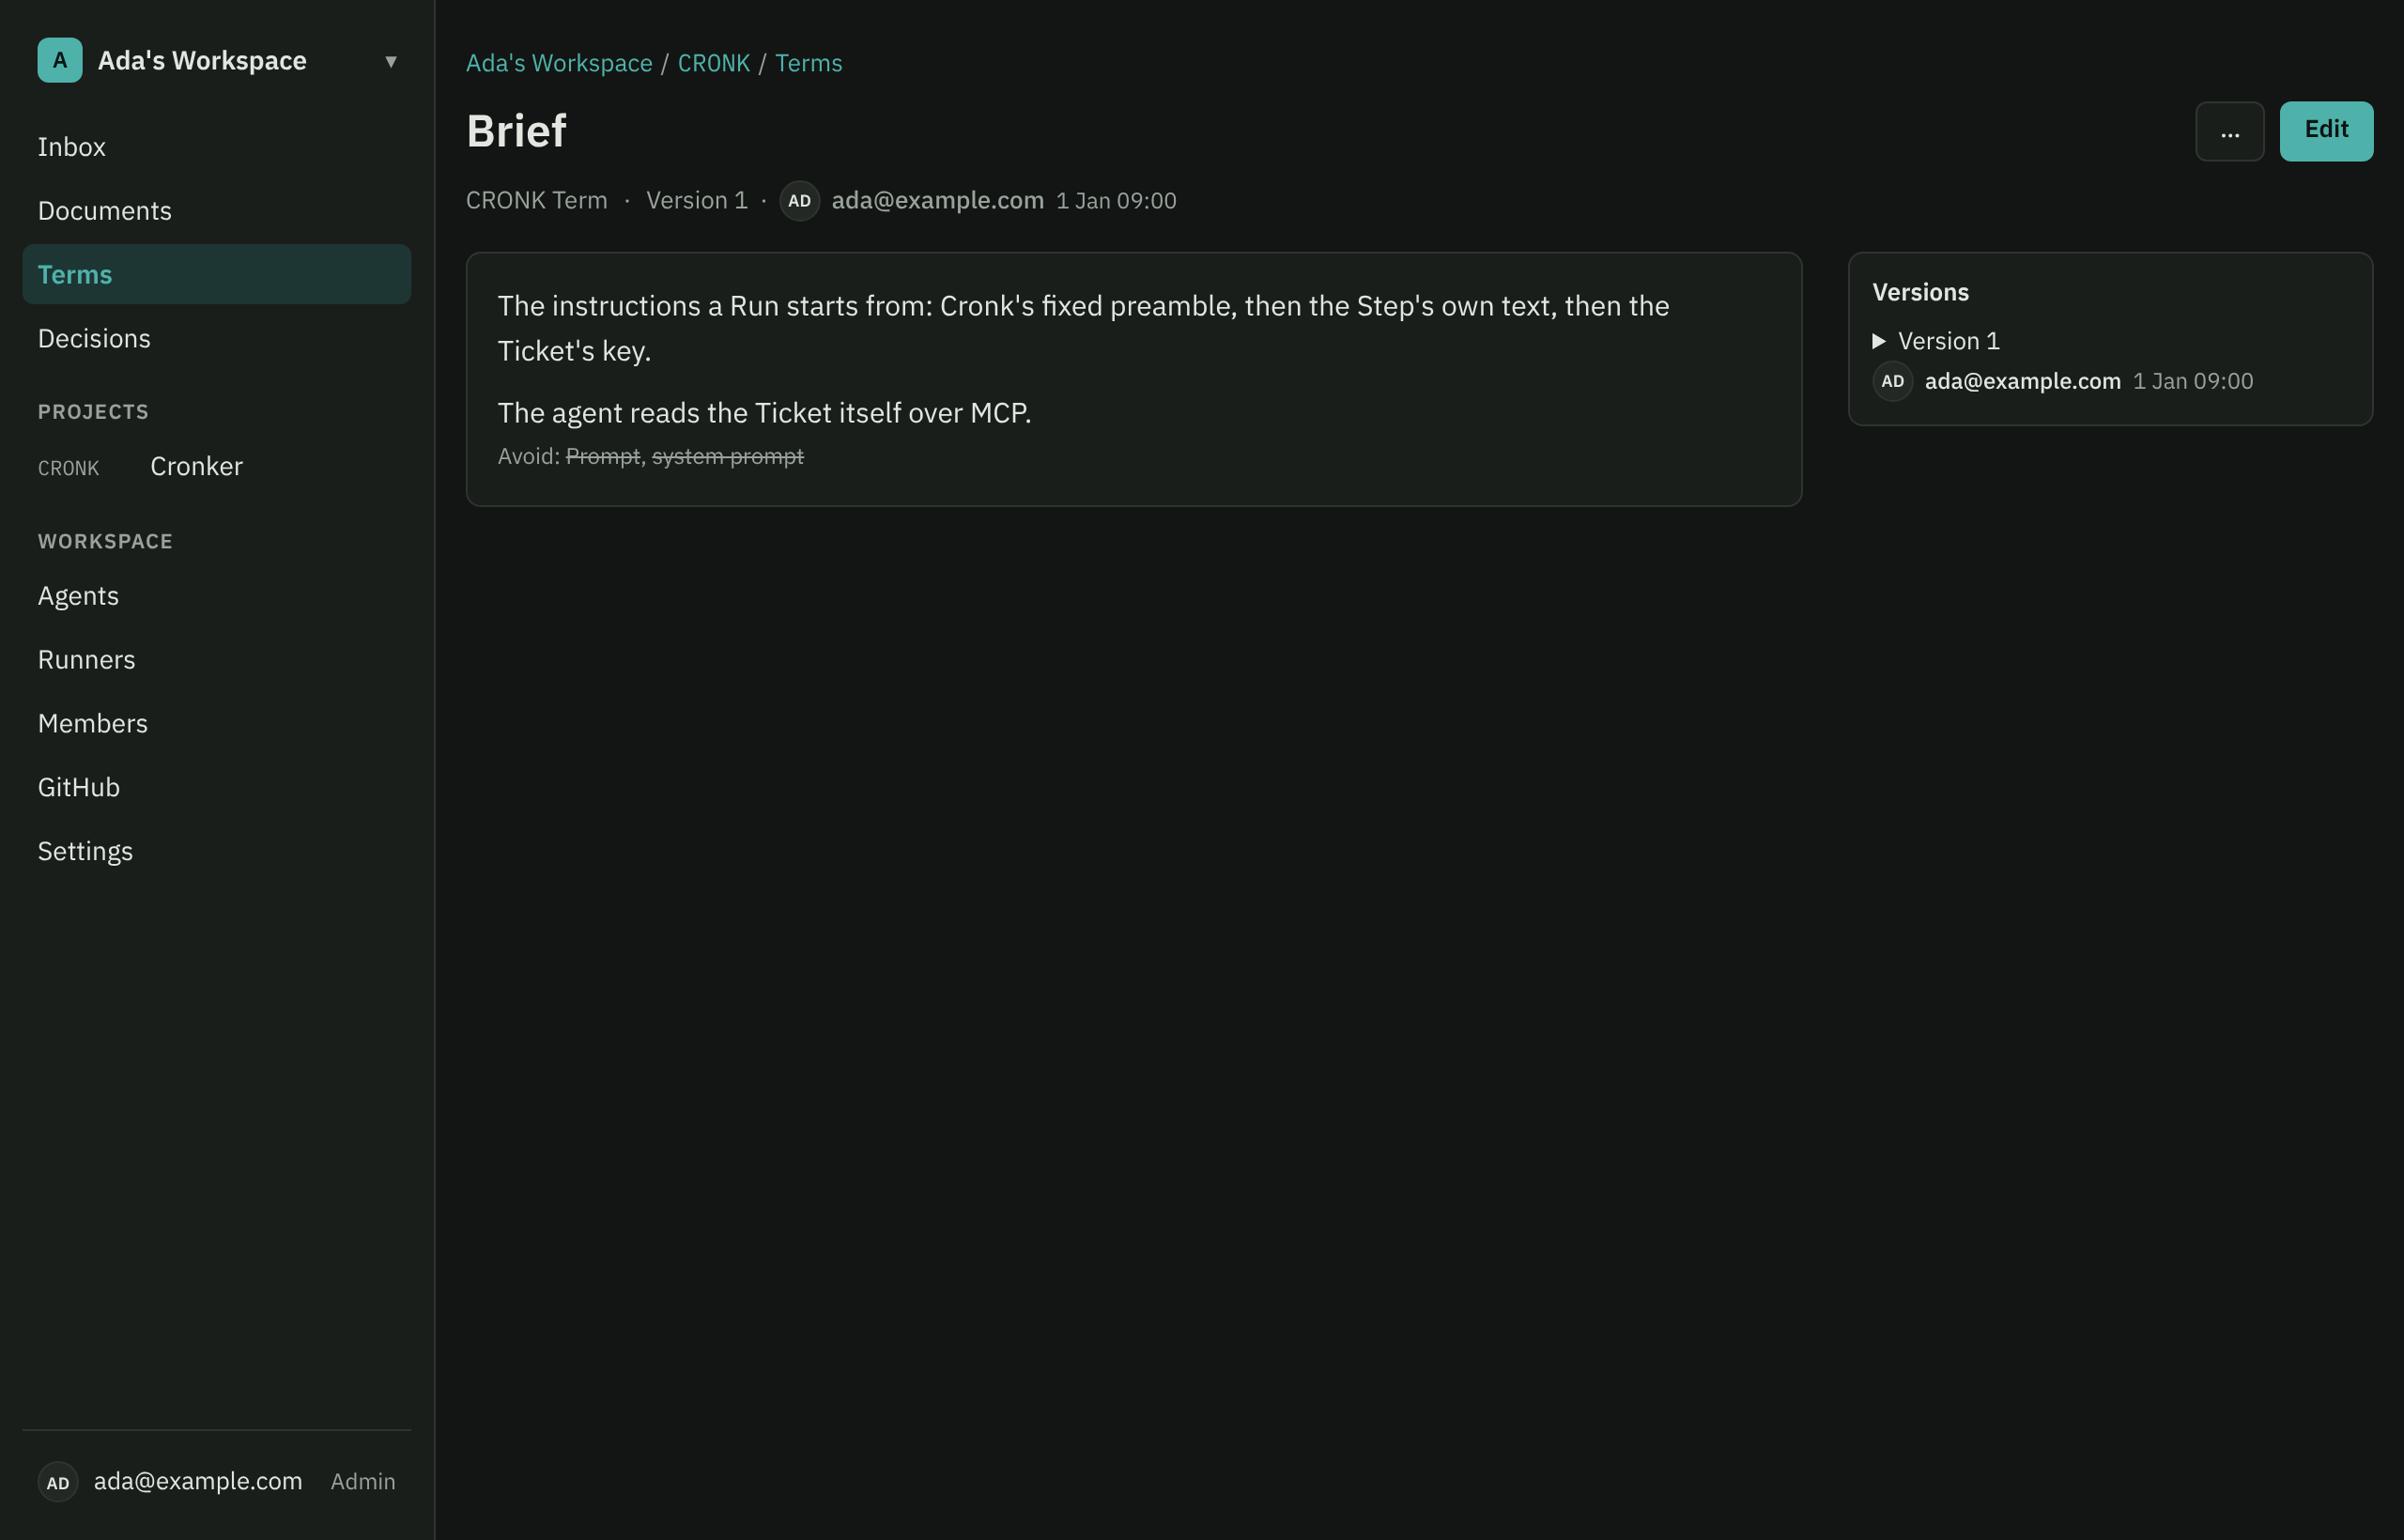 A Ada's Workspace ▼
Inbox
Documents
Terms
Decisions
PROJECTS
CRONK Cronker
WORKSPACE
Agents
Runners
Members
GitHub
Settings
AD ada@example.com Admin
Ada's Workspace / CRONK / Terms
Brief
... Edit
CRONK Term · Version 1 · AD ada@example.com 1 Jan 09:00
The instructions a Run starts from: Cronk's fixed preamble, then the Step's own text, then the
Ticket's key.
The agent reads the Ticket itself over MCP.
Avoid: Prompt, system prompt
Versions
▶ Version 1
AD ada@example.com 1 Jan 09:00